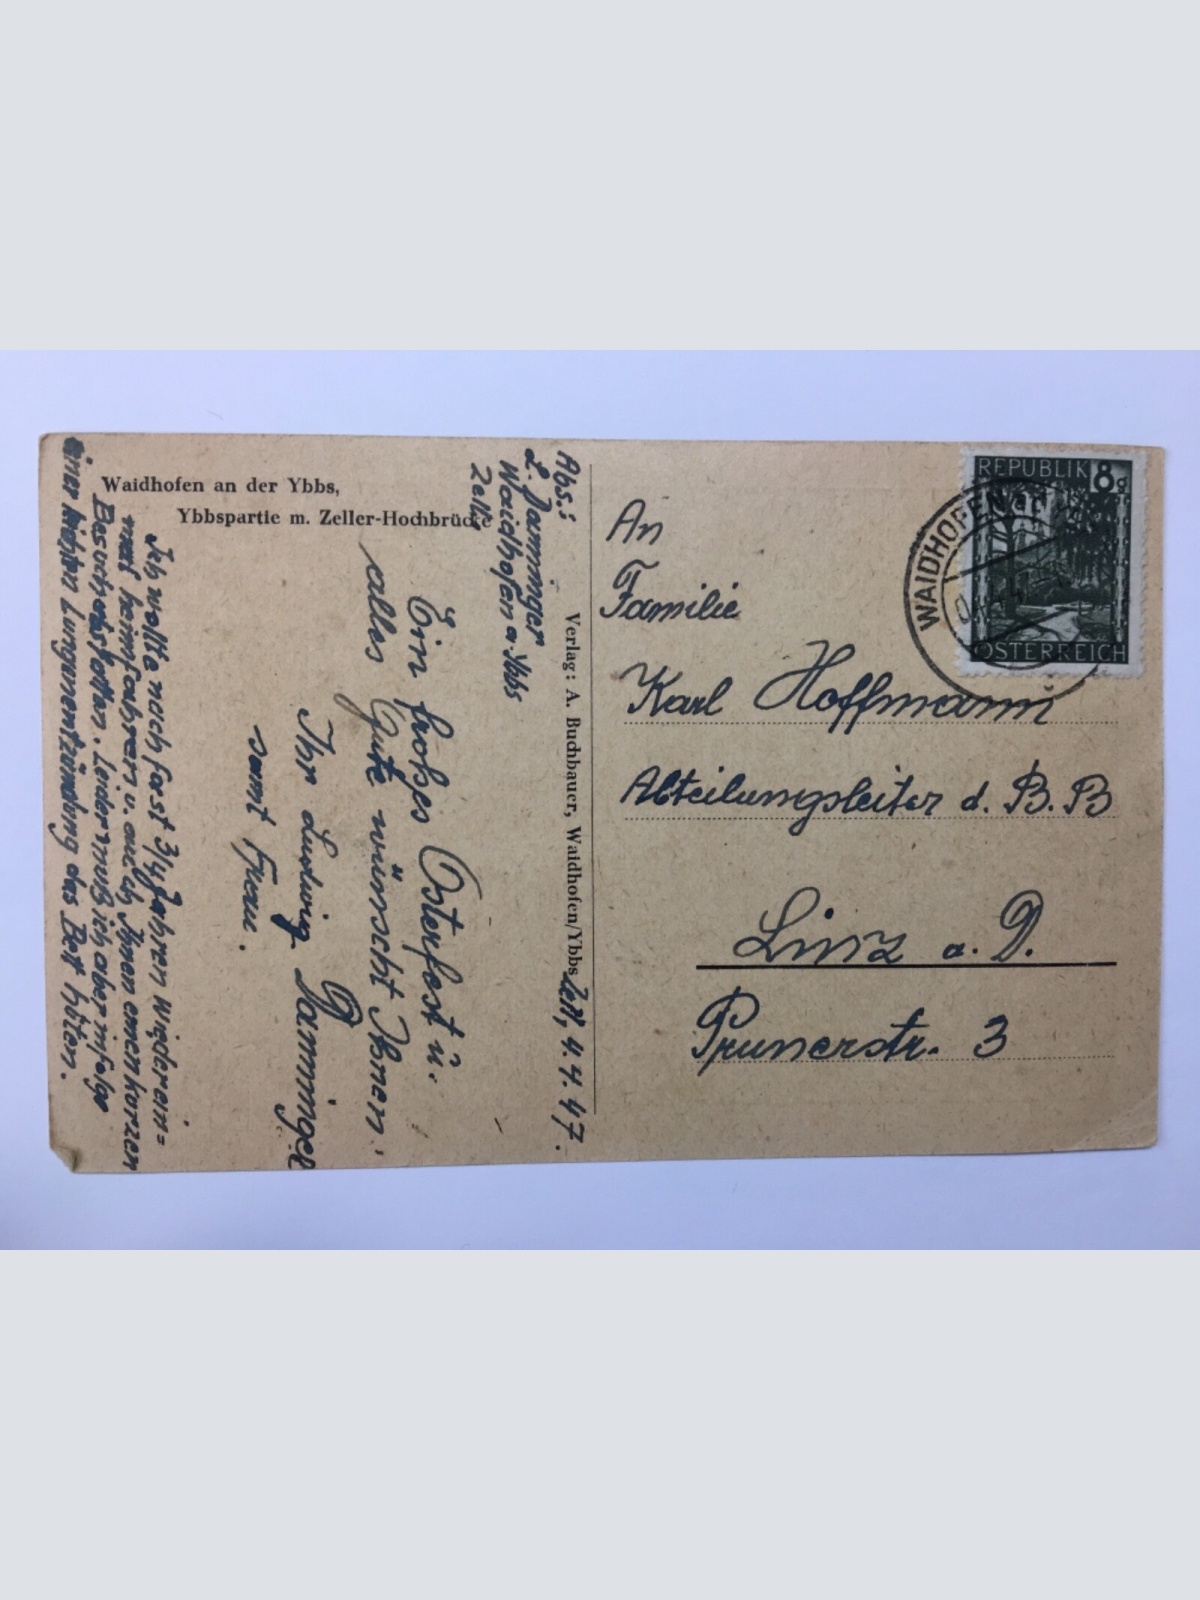 Waidhofen an der Ybbs,
Ybbspartie m. Zeller-Hochbrücke
Abs.:
L. Janninger
Waidhofen a. Ybbs
Zell,
Verlag: A. Buchbauer, Waidhofen/Ybbs
Zell, 4. 4. 47.
Ein frohes Osterfest u.
alles Gute wünscht Ihnen
Ihr Ludwig Janninger
samt Frau.
Ich wollte nach fast 3/4 Jahren wiederein=
mal heimfahren u. auch Ihnen einen kurzen
Besuch abstatten. Leider muß ich aber infolge
einer leichten Lungenentzündung das Bett hüten.
REPUBLIK 8g
ÖSTERREICH
WAIDHOFEN
An
Familie
Karl Hoffmann
Abteilungsleiter d. B. B
Linz a. D.
Prunerstr. 3